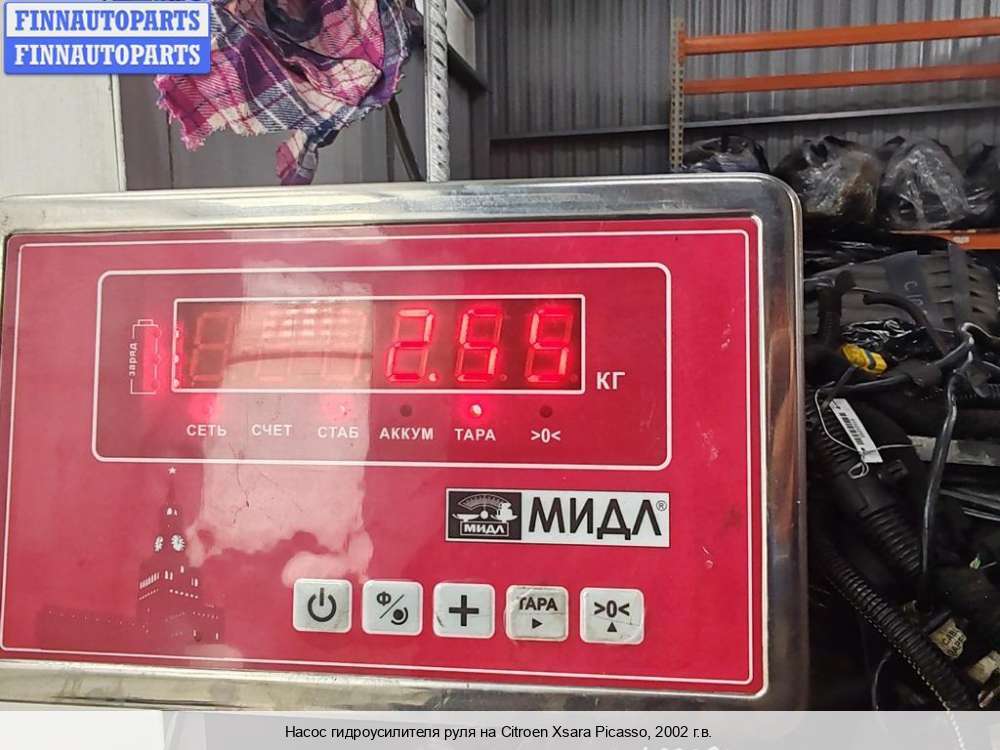 FINNAUTOPARTS
FINNAUTOPARTS
заряд
2.55 КГ
СЕТЬ СЧЕТ СТАБ АККУМ ТАРА >0<
МИДЛ МИДЛ®
Ф
ТАРА >0<
Насос гидроусилителя руля на Citroen Xsara Picasso, 2002 г.в.